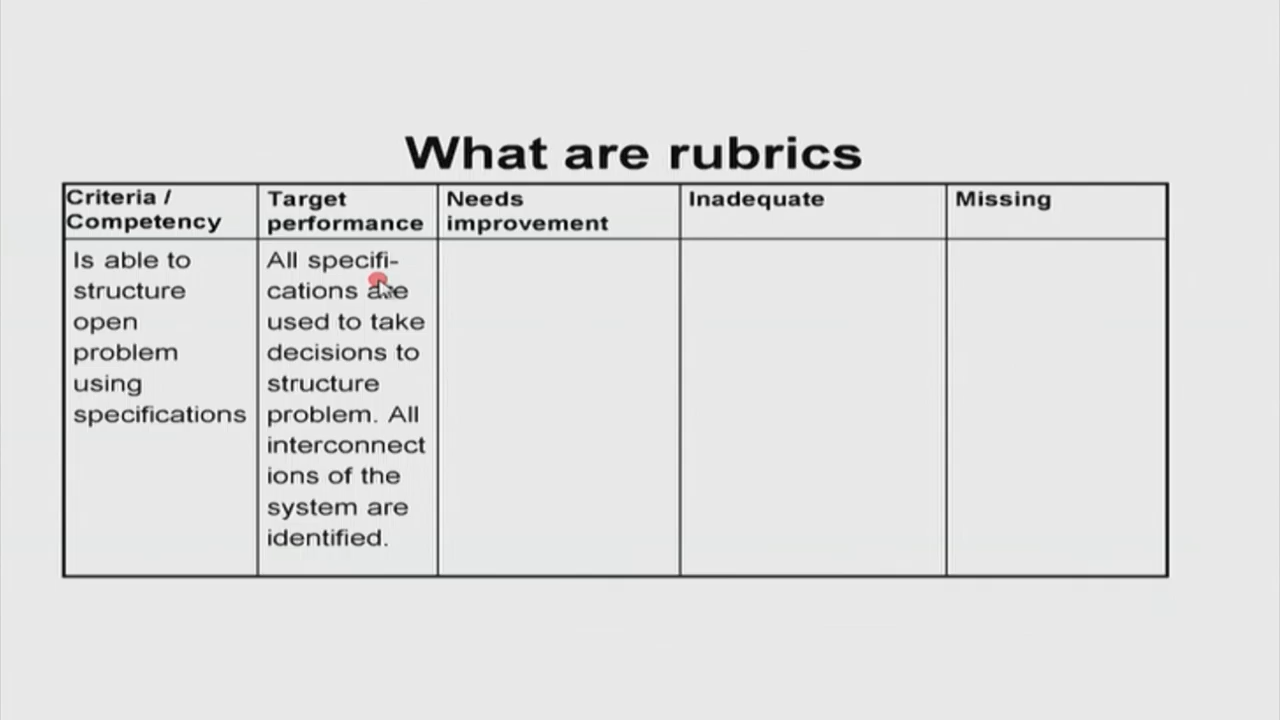 What are rubrics
Criteria /
Competency
Target
performance
Needs
improvement
Inadequate
Missing
Is able to
structure
open
problem
using
specifications
All specifi-
cations are
used to take
decisions to
structure
problem. All
interconnect
ions of the
system are
identified.